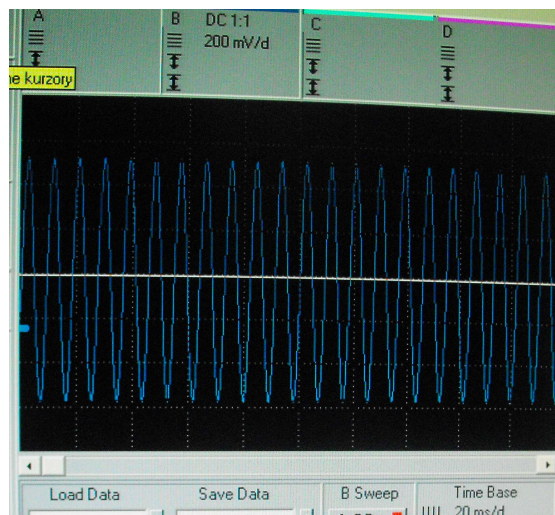 A
B
DC 1:1
200 mV/d
C
D
ne kurzory
Load Data
Save Data
B Sweep
Time Base
20 ms/d